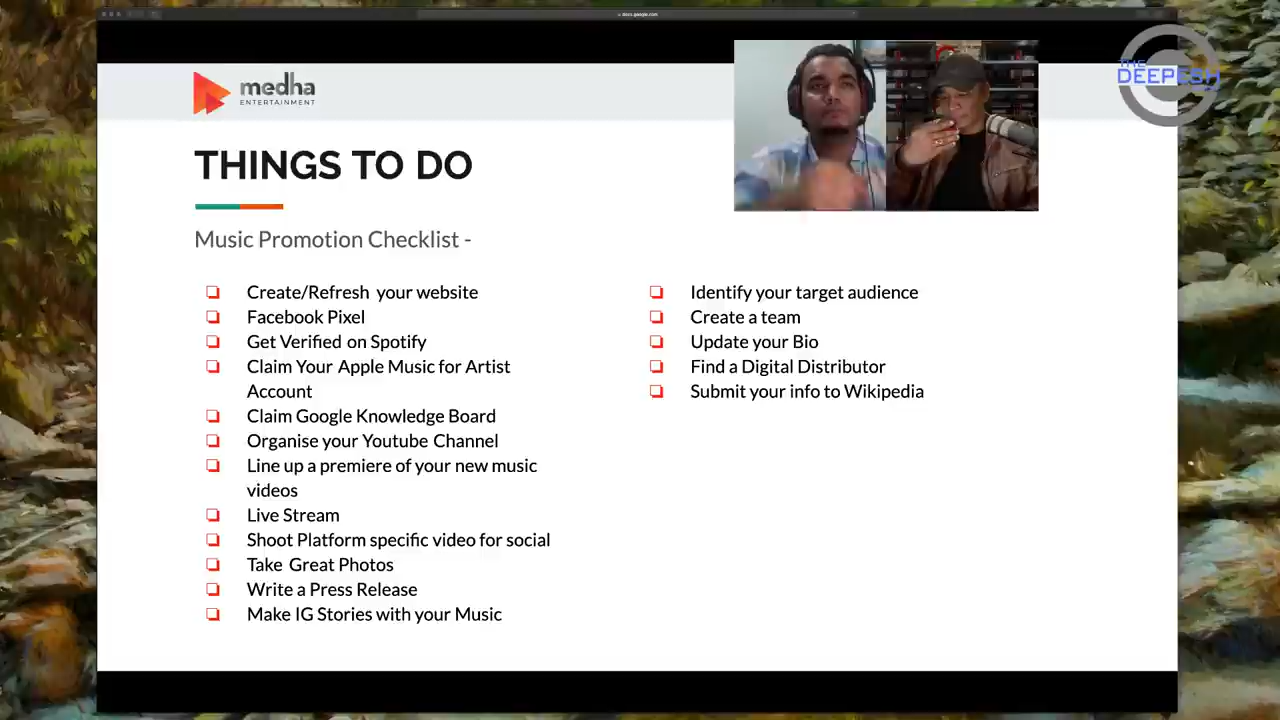 docs.google.com
THE
DEEPESH
medha
ENTERTAINMENT
THINGS TO DO
Music Promotion Checklist -
Create/Refresh your website
Facebook Pixel
Get Verified on Spotify
Claim Your Apple Music for Artist
Account
Claim Google Knowledge Board
Organise your Youtube Channel
Line up a premiere of your new music
videos
Live Stream
Shoot Platform specific video for social
Take Great Photos
Write a Press Release
Make IG Stories with your Music
Identify your target audience
Create a team
Update your Bio
Find a Digital Distributor
Submit your info to Wikipedia